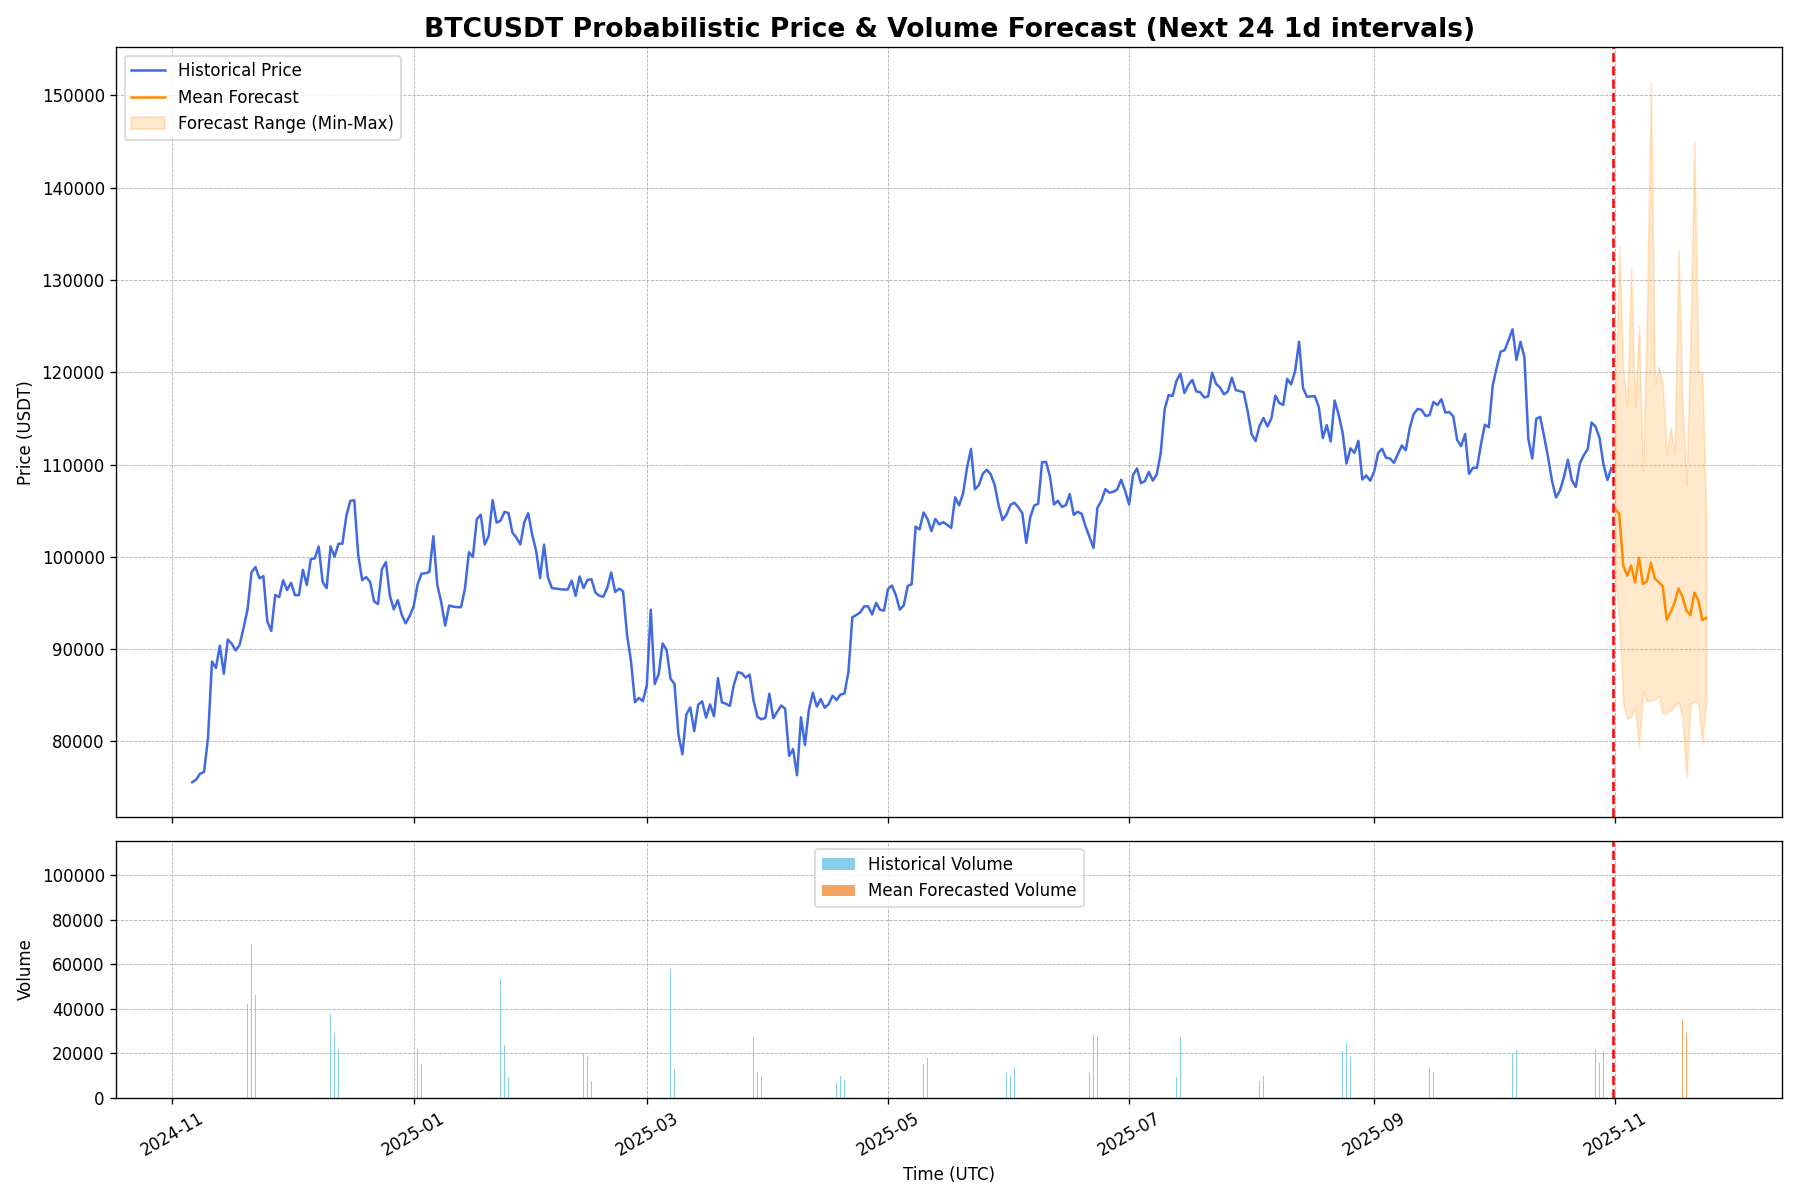 BTCUSDT Probabilistic Price & Volume Forecast (Next 24 1d intervals)
Historical Price
Mean Forecast
Forecast Range (Min-Max)
150000
140000
130000
120000
110000
100000
90000
80000
Price (USDT)
Historical Volume
Mean Forecasted Volume
100000
80000
60000
40000
20000
0
Volume
2024-11
2025-01
2025-03
2025-05
2025-07
2025-09
2025-11
Time (UTC)